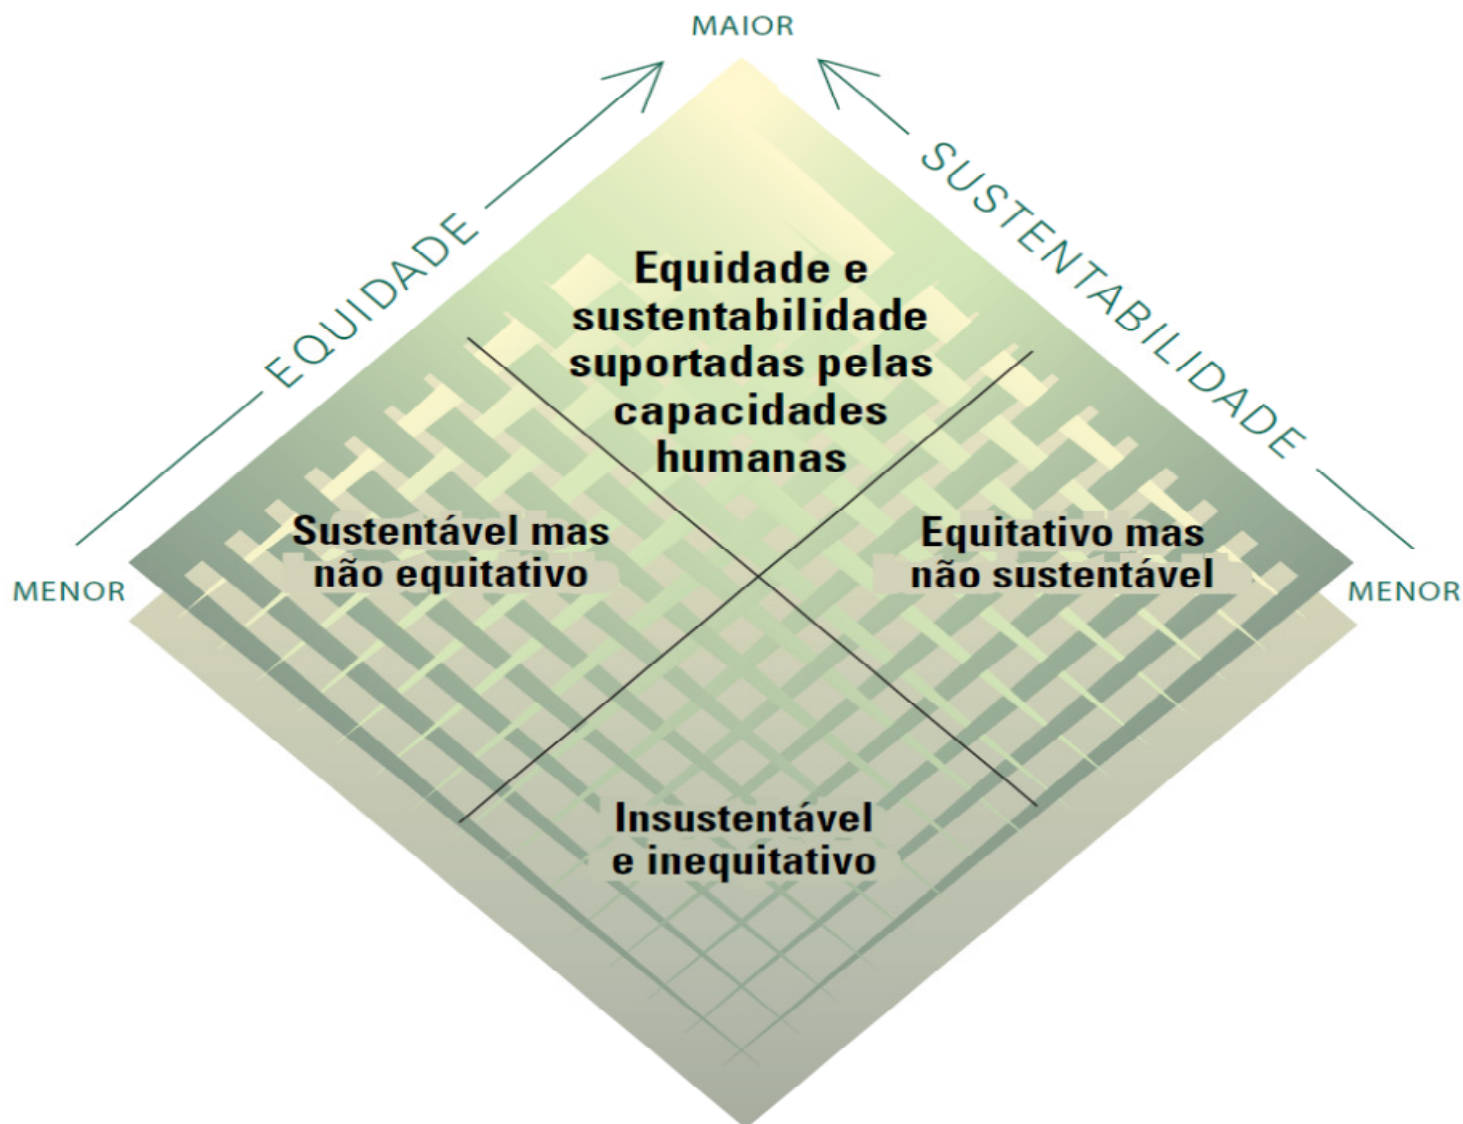 MAIOR
EQUIDADE
SUSTENTABILIDADE
Equidade e
sustentabilidade
suportadas pelas
capacidades
humanas
Sustentável mas
não equitativo
Equitativo mas
não sustentável
MENOR
MENOR
Insustentável
e inequitativo